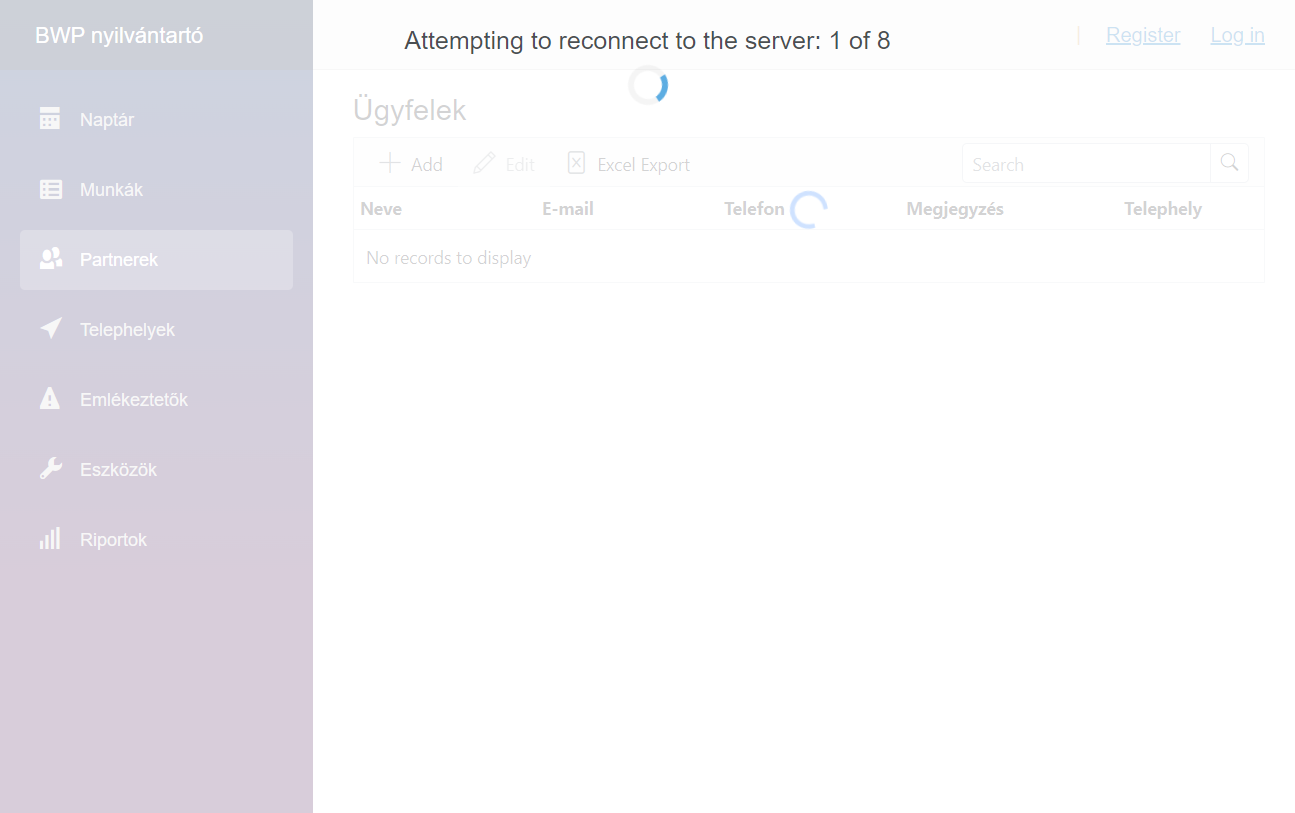 BWP nyilvántartó
Attempting to reconnect to the server: 1 of 8
Register Log in
Naptár
Munkák
Partnerek
Telephelyek
Emlékeztetők
Eszközök
Riportok
Ügyfelek
Add Edit Excel Export Search
Neve E-mail Telefon Megjegyzés Telephely
No records to display